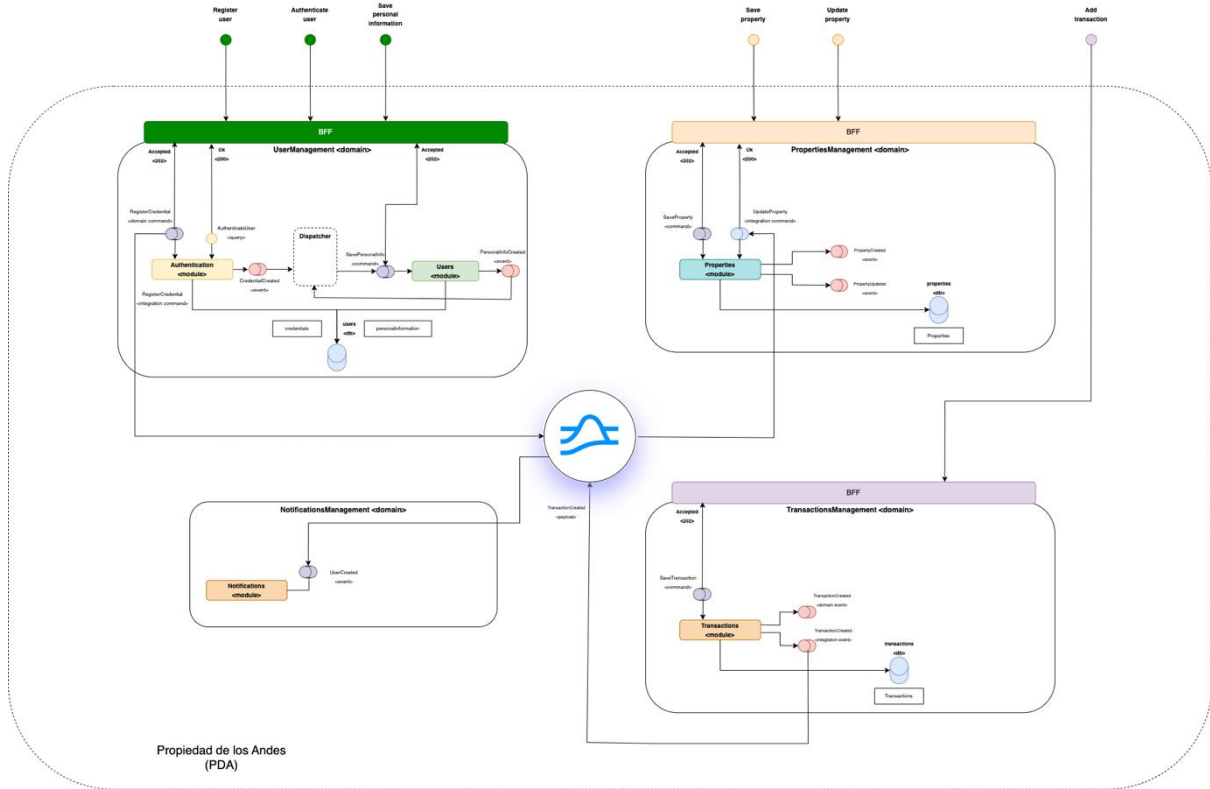 Register
user
Authenticate
user
Save
personal
information
Save
property
Update
property
Add
transaction
BFF
UserManagement <domain>
Accepted
<202>
Ok
<200>
Accepted
<202>
RegisterCredential
<domain command>
AuthenticateUser
<query>
Dispatcher
SavePersonalInfo
<command>
PersonalInfoCreated
<event>
Authentication
<module>
Users
<module>
CredentialCreated
<event>
RegisterCredential
<integration command>
credentials
users
<db>
personalInformation
BFF
PropertiesManagement <domain>
Accepted
<202>
Ok
<200>
SaveProperty
<command>
UpdateProperty
<integration command>
Properties
<module>
PropertyCreated
<event>
PropertyUpdated
<event>
properties
<db>
Properties
NotificationsManagement <domain>
UserCreated
<event>
Notifications
<module>
TransactionCreated
<payload>
BFF
TransactionsManagement <domain>
Accepted
<202>
SaveTransaction
<command>
Transactions
<module>
TransactionCreated
<domain event>
TransactionCreated
<integration event>
transactions
<db>
Transactions
Propiedad de los Andes
(PDA)